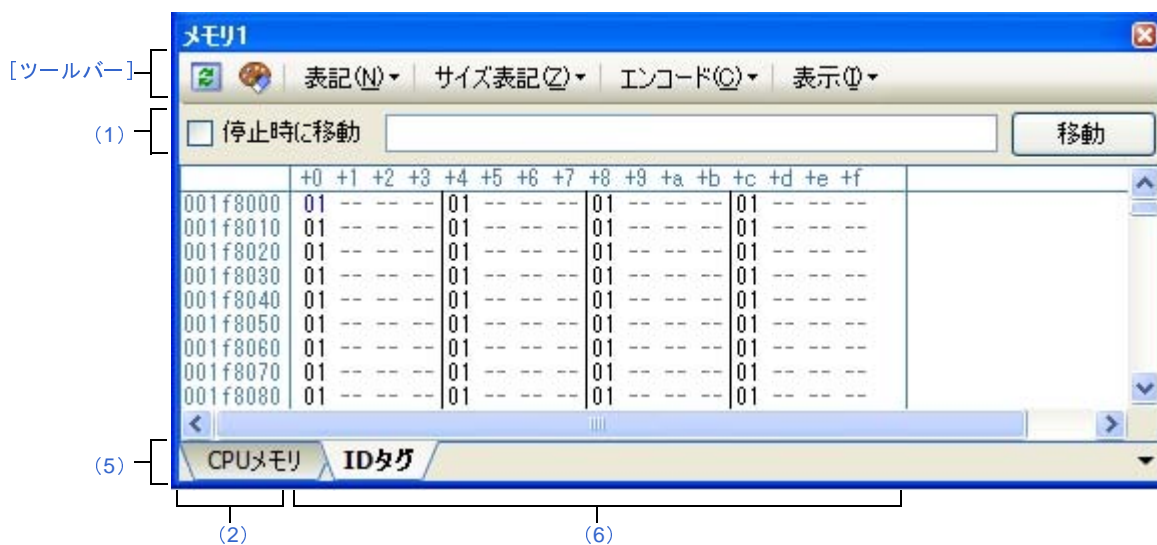 メモリ1
[ツールバー]
表記(N)▾ サイズ表記(Z)▾ エンコード(C)▾ 表示(I)▾
(1)
停止時に移動 移動
+0 +1 +2 +3 +4 +5 +6 +7 +8 +9 +a +b +c +d +e +f
001f8000 01 -- -- -- 01 -- -- -- 01 -- -- -- 01 -- -- --
001f8010 01 -- -- -- 01 -- -- -- 01 -- -- -- 01 -- -- --
001f8020 01 -- -- -- 01 -- -- -- 01 -- -- -- 01 -- -- --
001f8030 01 -- -- -- 01 -- -- -- 01 -- -- -- 01 -- -- --
001f8040 01 -- -- -- 01 -- -- -- 01 -- -- -- 01 -- -- --
001f8050 01 -- -- -- 01 -- -- -- 01 -- -- -- 01 -- -- --
001f8060 01 -- -- -- 01 -- -- -- 01 -- -- -- 01 -- -- --
001f8070 01 -- -- -- 01 -- -- -- 01 -- -- -- 01 -- -- --
001f8080 01 -- -- -- 01 -- -- -- 01 -- -- -- 01 -- -- --
(5)
CPUメモリ IDタグ
(2) (6)